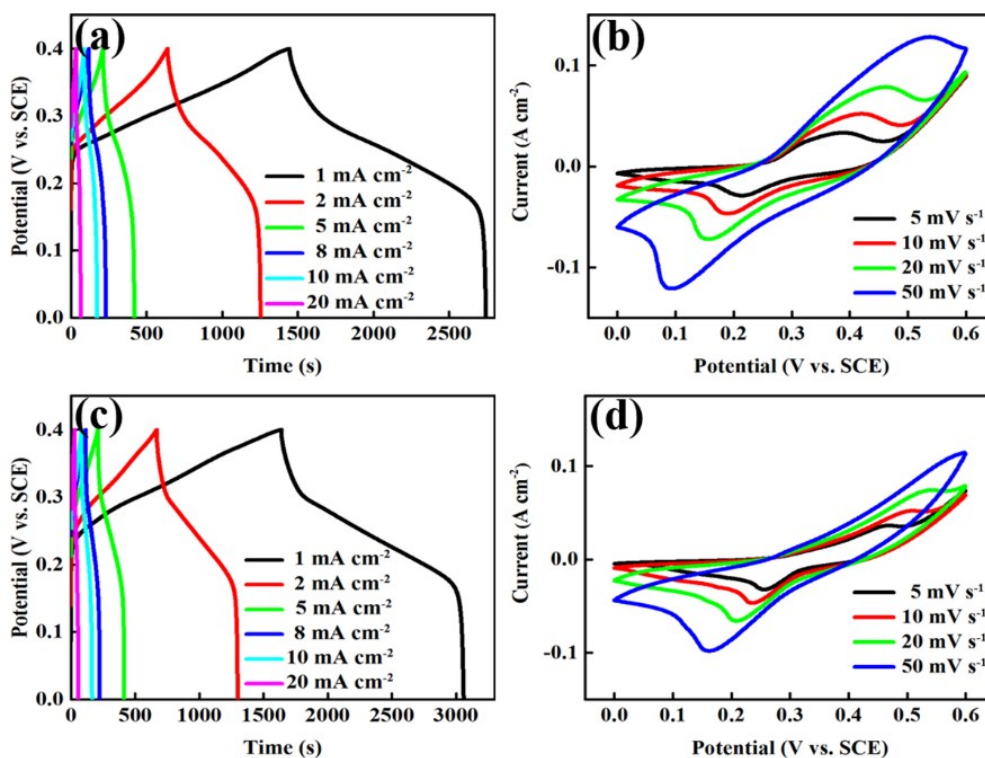 (a)
Potential (V vs. SCE)
0.4
0.3
0.2
0.1
0.0
1 mA cm⁻²
2 mA cm⁻²
5 mA cm⁻²
8 mA cm⁻²
10 mA cm⁻²
20 mA cm⁻²
0 500 1000 1500 2000 2500
Time (s)
(b)
Current (A cm⁻²)
0.1
0.0
-0.1
5 mV s⁻¹
10 mV s⁻¹
20 mV s⁻¹
50 mV s⁻¹
0.0 0.1 0.2 0.3 0.4 0.5 0.6
Potential (V vs. SCE)
(c)
Potential (V vs. SCE)
0.4
0.3
0.2
0.1
0.0
1 mA cm⁻²
2 mA cm⁻²
5 mA cm⁻²
8 mA cm⁻²
10 mA cm⁻²
20 mA cm⁻²
0 500 1000 1500 2000 2500 3000
Time (s)
(d)
Current (A cm⁻²)
0.1
0.0
-0.1
5 mV s⁻¹
10 mV s⁻¹
20 mV s⁻¹
50 mV s⁻¹
0.0 0.1 0.2 0.3 0.4 0.5 0.6
Potential (V vs. SCE)